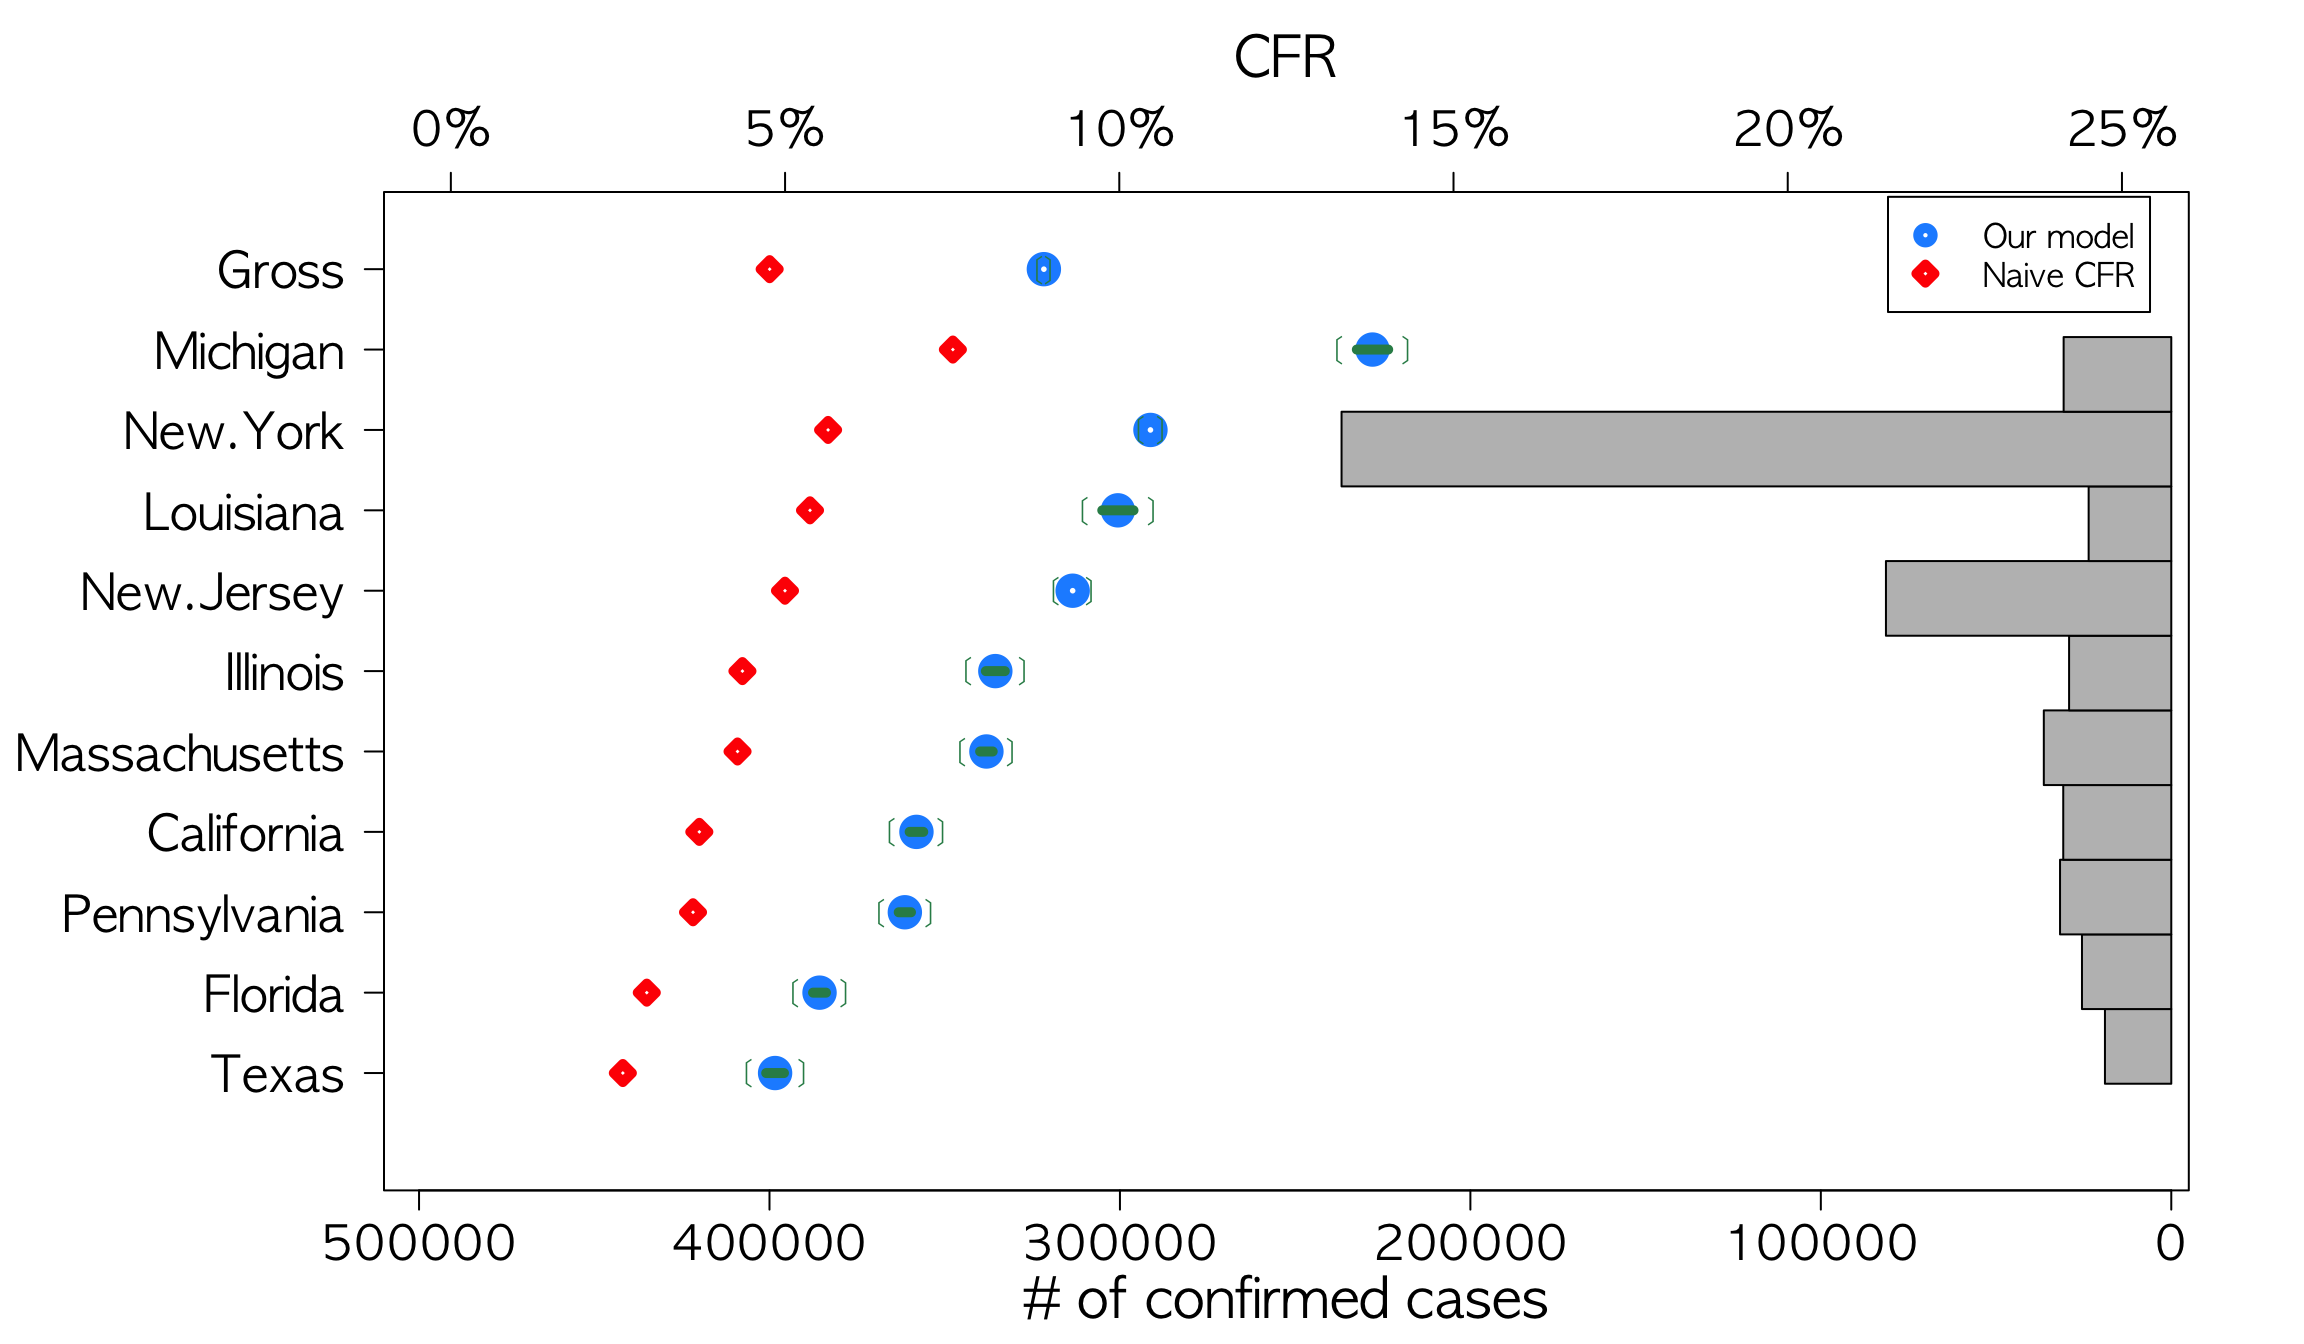 CFR
0% 5% 10% 15% 20% 25%
Our model
Naive CFR
Gross
Michigan
New.York
Louisiana
New.Jersey
Illinois
Massachusetts
California
Pennsylvania
Florida
Texas
500000 400000 300000 200000 100000 0
# of confirmed cases